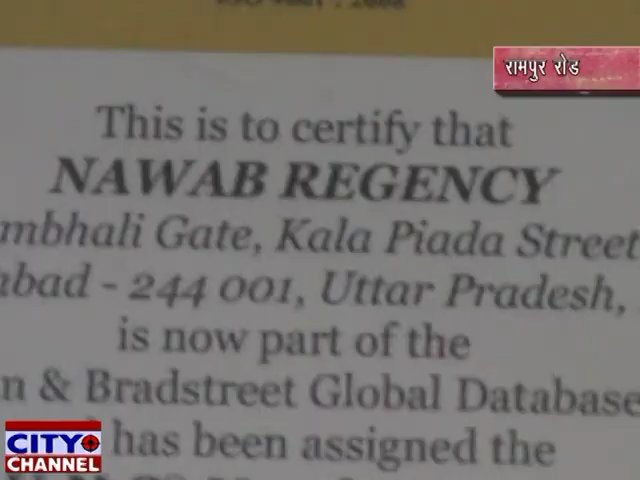 रामपुर रोड
This is to certify that
NAWAB REGENCY
mbhali Gate, Kala Piada Street
bad - 244 001, Uttar Pradesh,
is now part of the
n & Bradstreet Global Database
has been assigned the
CITY
CHANNEL